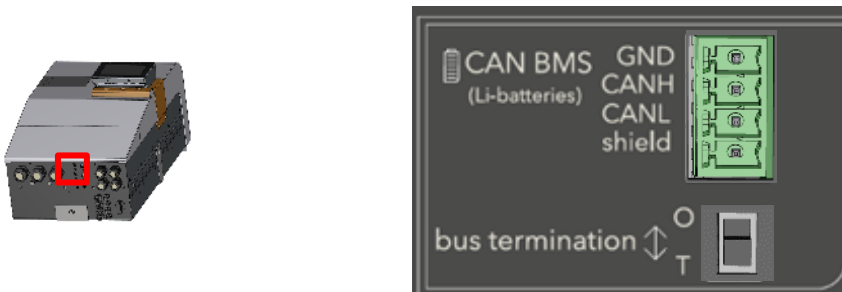 CAN BMS
(Li-batteries)
GND
CANH
CANL
shield
bus termination
O
T